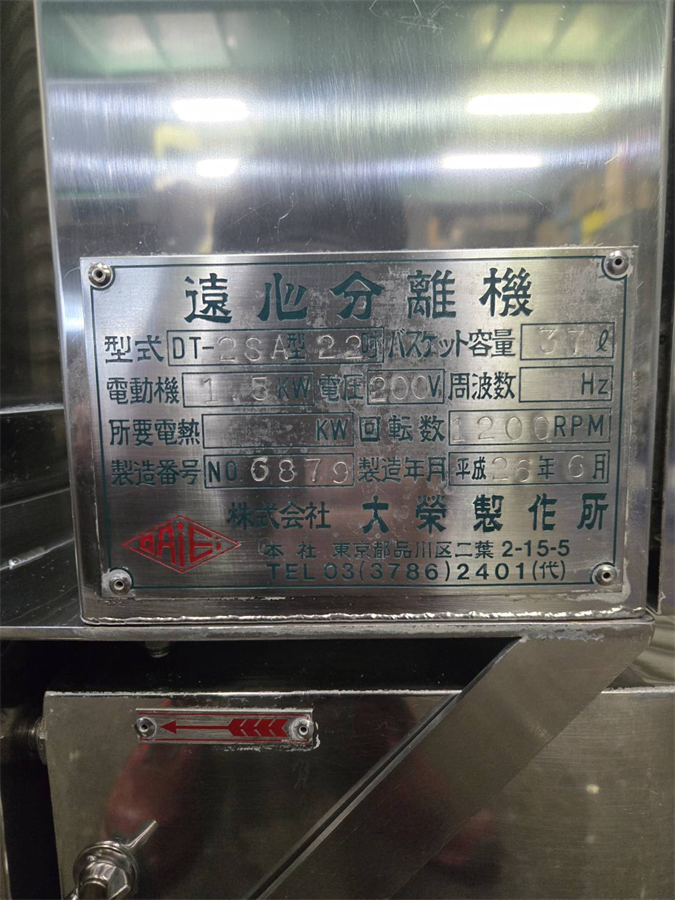 遠心分離機
型式 DT-2SA型 22吋 バスケット容量 37ℓ
電動機 1.5KW 電圧 200V 周波数 Hz
所要電熱 KW 回転数 1200RPM
製造番号 NO.6879 製造年月 平成26年6月
DAIEi 株式会社 大榮製作所
本社 東京都品川区二葉 2-15-5
TEL 03(3786)2401(代)